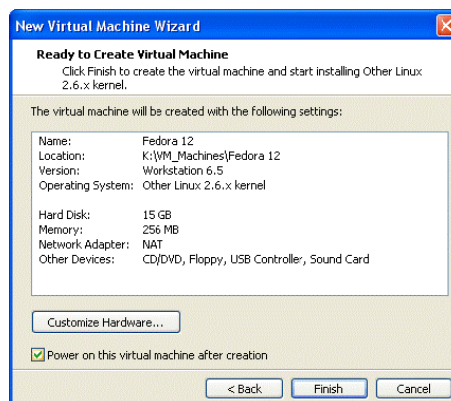 New Virtual Machine Wizard
Ready to Create Virtual Machine
Click Finish to create the virtual machine and start installing Other Linux
2.6.x kernel.
The virtual machine will be created with the following settings:
Name: Fedora 12
Location: K:\VM_Machines\Fedora 12
Version: Workstation 6.5
Operating System: Other Linux 2.6.x kernel
Hard Disk: 15 GB
Memory: 256 MB
Network Adapter: NAT
Other Devices: CD/DVD, Floppy, USB Controller, Sound Card
Customize Hardware...
Power on this virtual machine after creation
< Back Finish Cancel